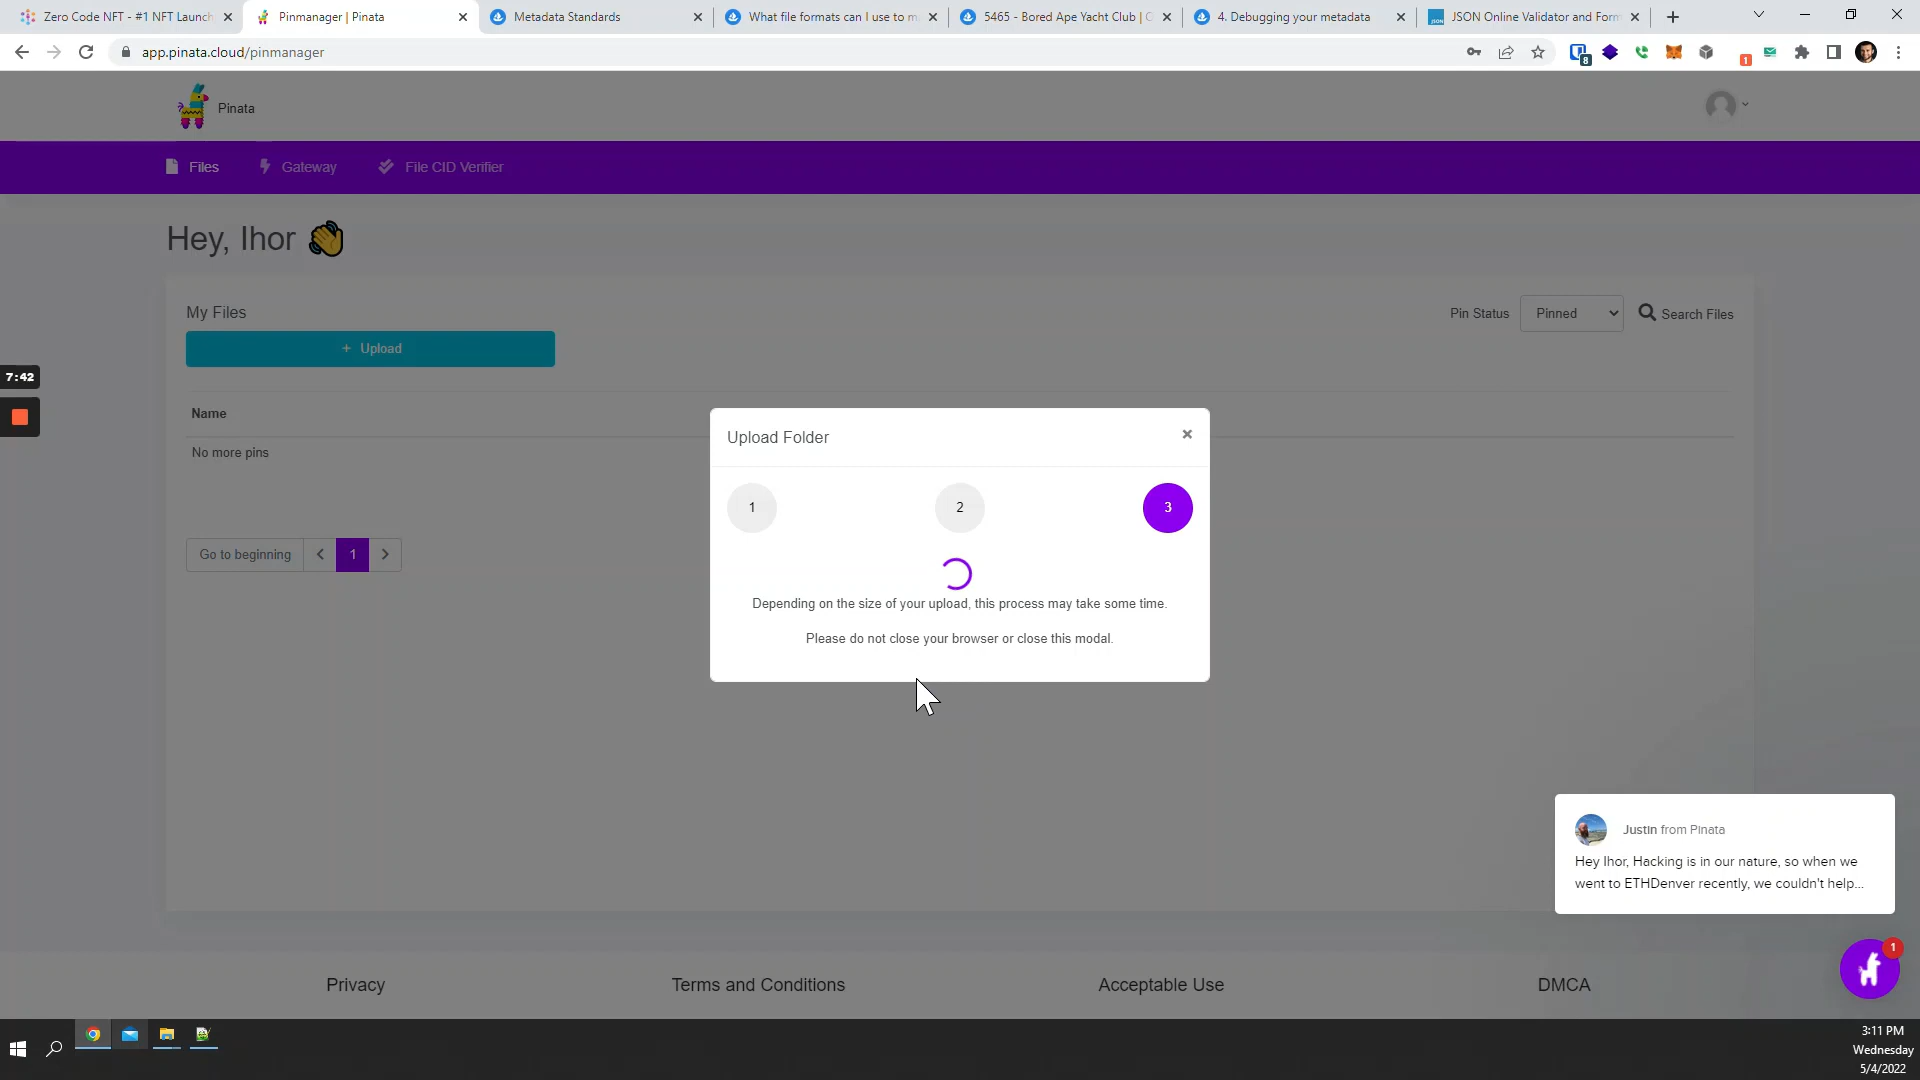 Zero Code NFT - #1 NFT Launch
Pinmanager | Pinata
Metadata Standards
What file formats can I use to m
5465 - Bored Ape Yacht Club |
4. Debugging your metadata
JSON Online Validator and Form
app.pinata.cloud/pinmanager
8
1
Pinata
Files
Gateway
File CID Verifier
Hey, Ihor
My Files
Pin Status
Pinned
Search Files
+ Upload
7:42
Name
No more pins
Go to beginning
1
Upload Folder
1
2
3
Depending on the size of your upload, this process may take some time.
Please do not close your browser or close this modal.
Justin from Pinata
Hey Ihor, Hacking is in our nature, so when we
went to ETHDenver recently, we couldn't help...
1
Privacy
Terms and Conditions
Acceptable Use
DMCA
3:11 PM
Wednesday
5/4/2022